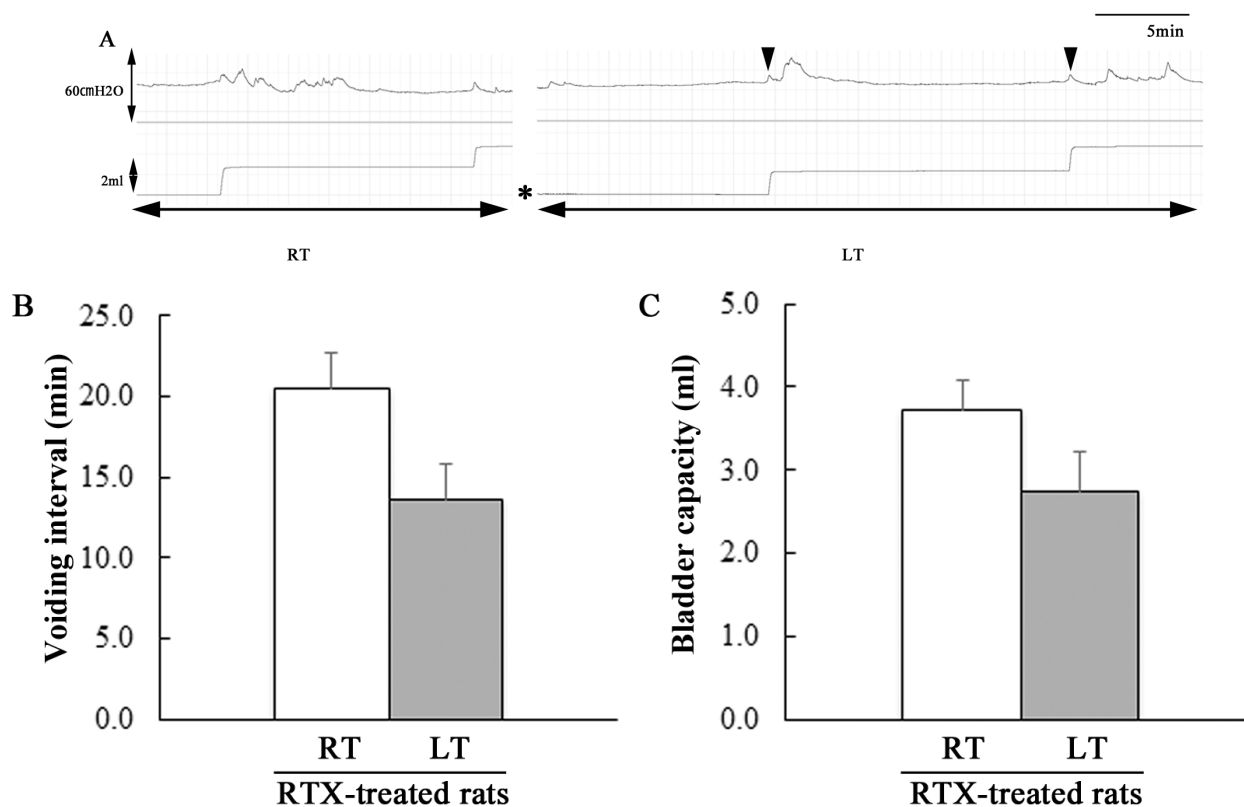 A
5min
60cmH2O
2ml
*
RT
LT
B
Voiding interval (min)
25.0
20.0
15.0
10.0
5.0
0.0
RT LT
RTX-treated rats
C
Bladder capacity (ml)
5.0
4.0
3.0
2.0
1.0
0.0
RT LT
RTX-treated rats